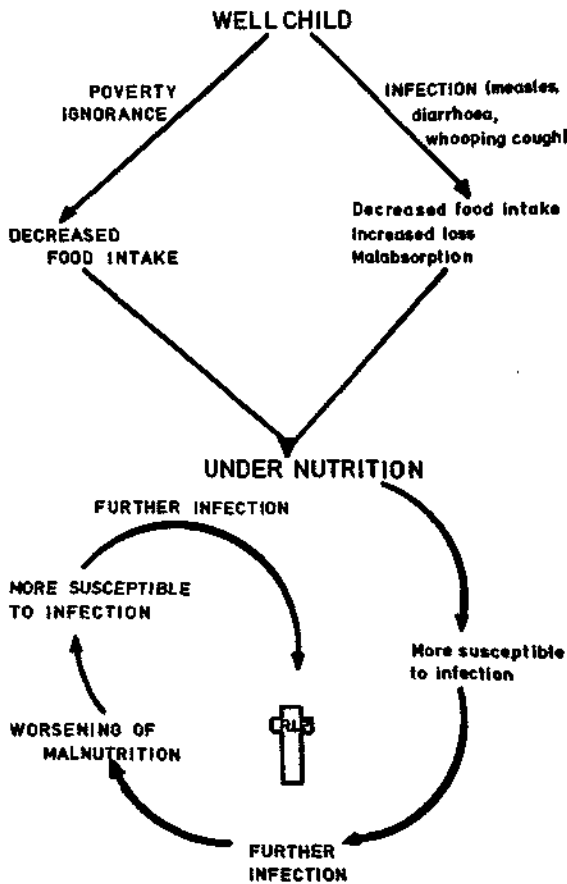 WELL CHILD
POVERTY
IGNORANCE
INFECTION (measles,
diarrhoea,
whooping cough)
DECREASED
FOOD INTAKE
Decreased food intake
Increased loss
Malabsorption
UNDER NUTRITION
FURTHER INFECTION
MORE SUSCEPTIBLE
TO INFECTION
More susceptible
to infection
WORSENING OF
MALNUTRITION
FURTHER
INFECTION